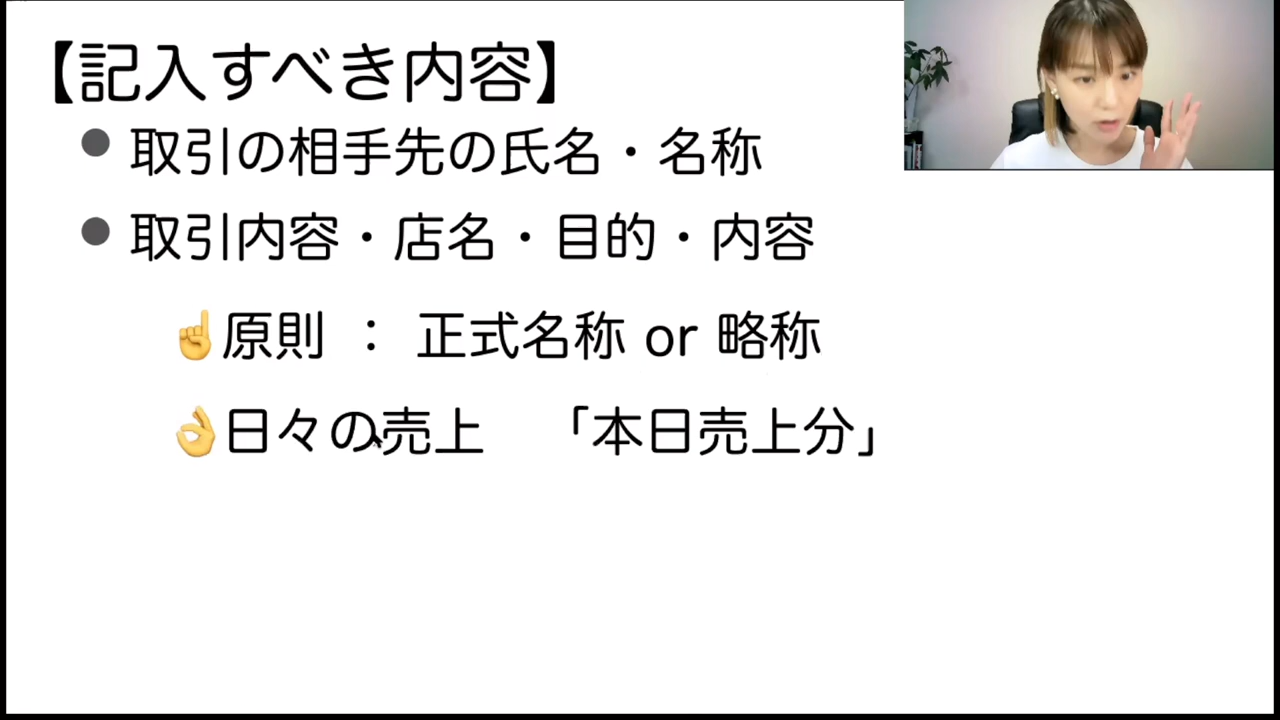 【記入すべき内容】
● 取引の相手先の氏名・名称
● 取引内容・店名・目的・内容
☝原則 : 正式名称 or 略称
👌日々の売上 「本日売上分」